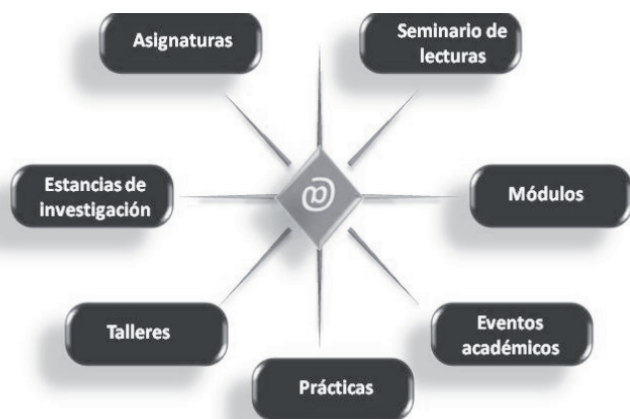 Asignaturas
Seminario de
lecturas
Estancias de
investigación
@
Módulos
Talleres
Eventos
académicos
Prácticas